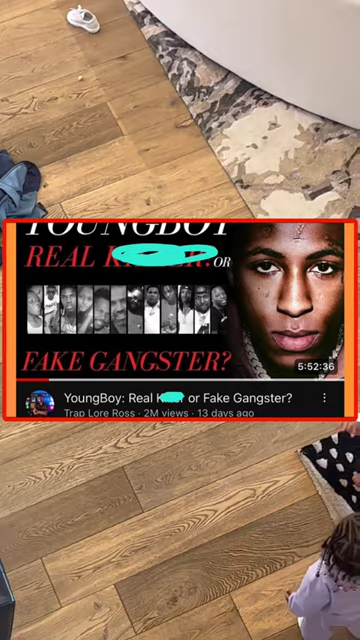 YOUNGBOY
REAL K
OR
FAKE GANGSTER?
5:52:36
YoungBoy: Real Killer or Fake Gangster?
Trap Lore Ross · 2M views · 13 days ago